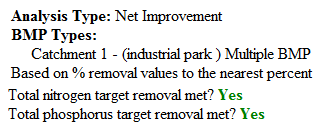 Analysis Type: Net Improvement
BMP Types:
Catchment 1 - (industrial park ) Multiple BMP
Based on % removal values to the nearest percent
Total nitrogen target removal met? Yes
Total phosphorus target removal met? Yes